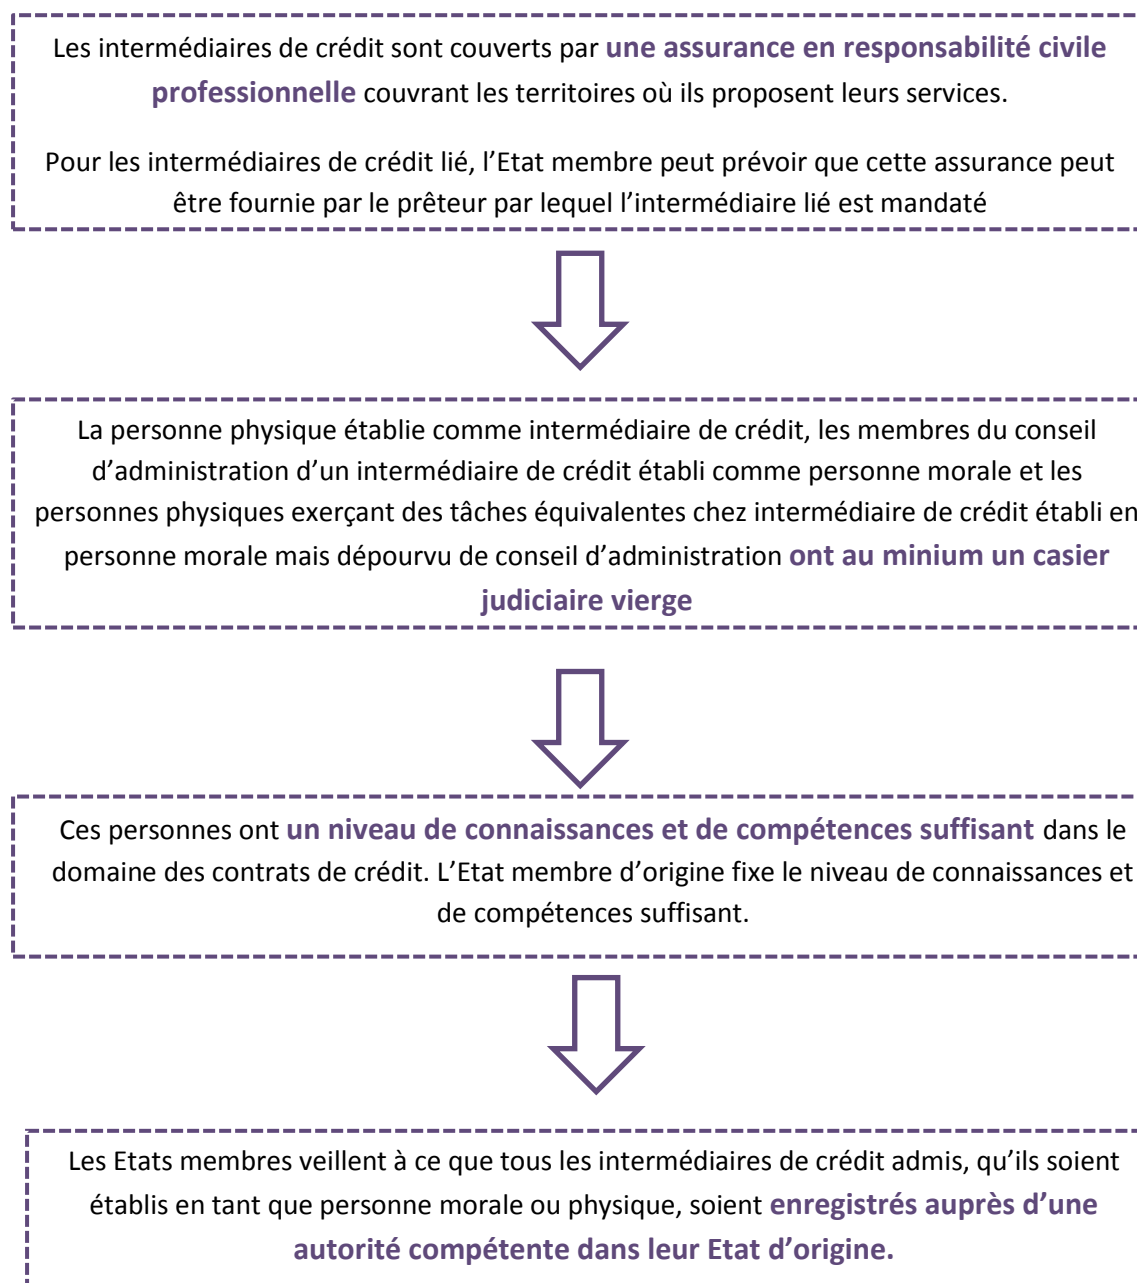 Les intermédiaires de crédit sont couverts par une assurance en responsabilité civile
professionnelle couvrant les territoires où ils proposent leurs services.
Pour les intermédiaires de crédit lié, l’Etat membre peut prévoir que cette assurance peut
être fournie par le prêteur par lequel l’intermédiaire lié est mandaté
La personne physique établie comme intermédiaire de crédit, les membres du conseil
d’administration d’un intermédiaire de crédit établi comme personne morale et les
personnes physiques exerçant des tâches équivalentes chez intermédiaire de crédit établi en
personne morale mais dépourvu de conseil d’administration ont au minium un casier
judiciaire vierge
Ces personnes ont un niveau de connaissances et de compétences suffisant dans le
domaine des contrats de crédit. L’Etat membre d’origine fixe le niveau de connaissances et
de compétences suffisant.
Les Etats membres veillent à ce que tous les intermédiaires de crédit admis, qu’ils soient
établis en tant que personne morale ou physique, soient enregistrés auprès d’une
autorité compétente dans leur Etat d’origine.